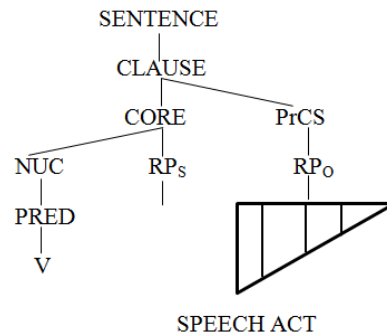 SENTENCE
CLAUSE
CORE PrCS
NUC RPS RPO
PRED
V
SPEECH ACT